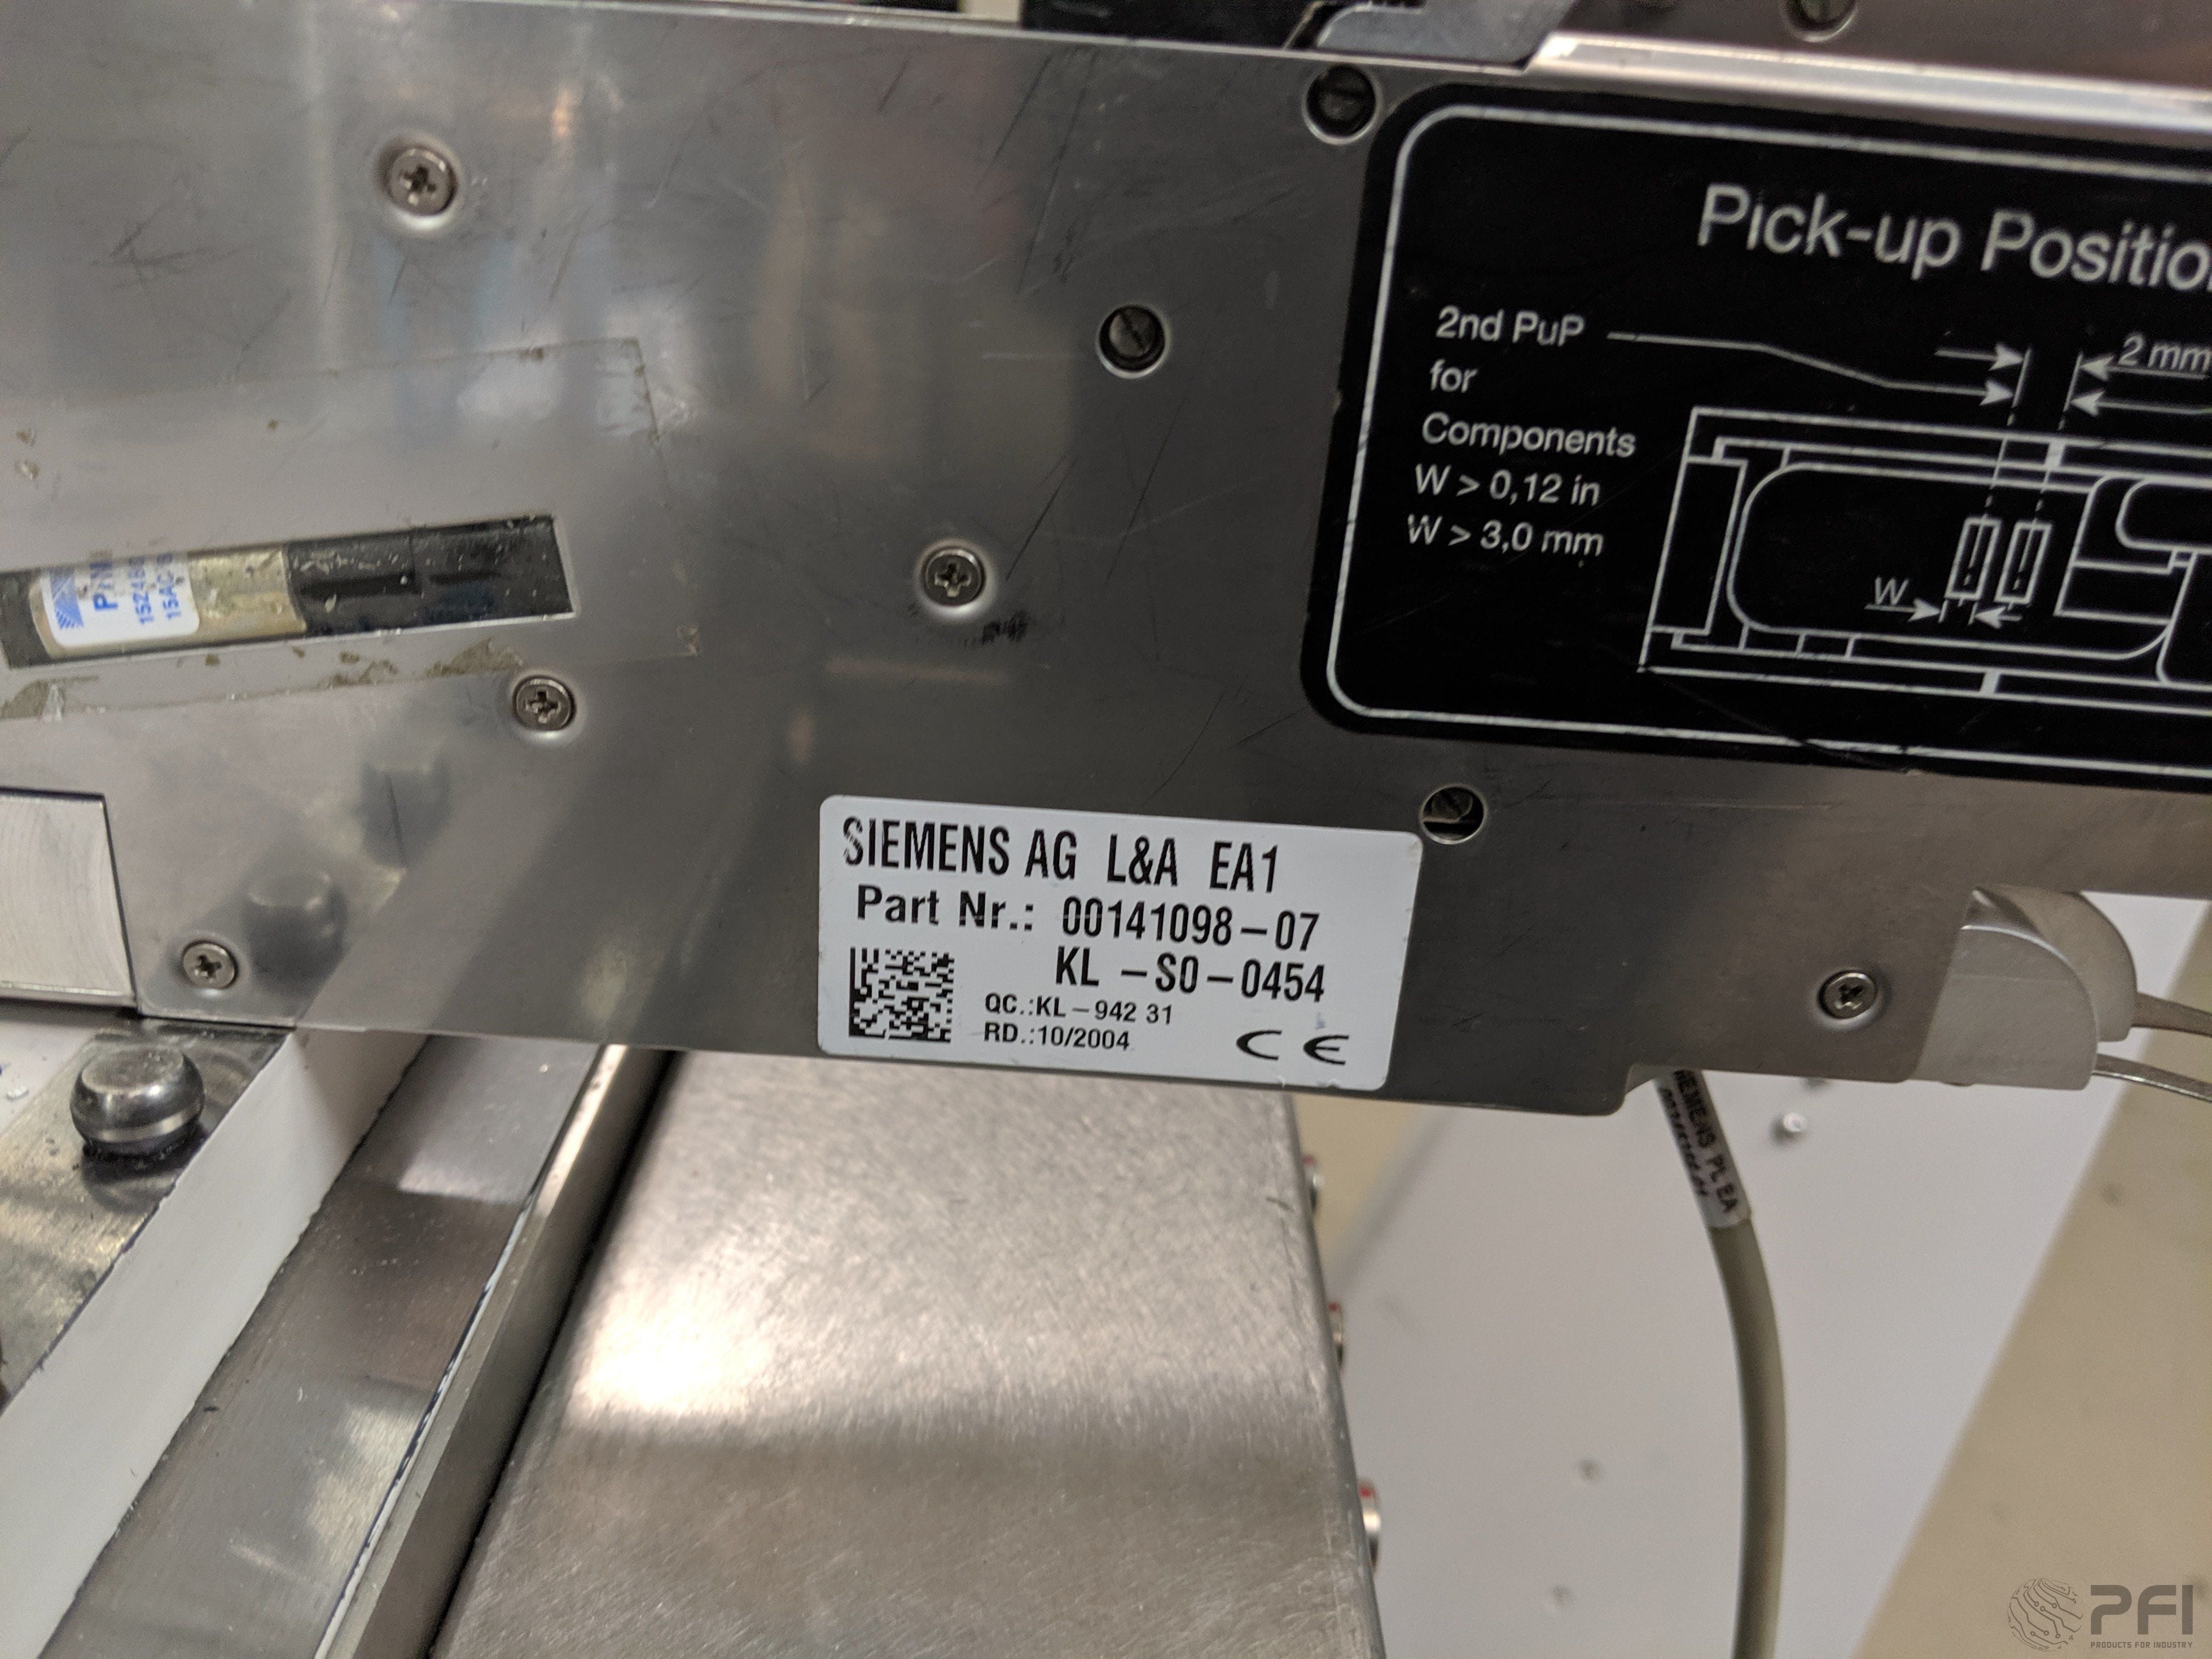 Pick-up Positio
2nd PuP
for
Components
W > 0,12 in
W > 3,0 mm
2 mm
W
SIEMENS AG L&A EA1
Part Nr.: 00141098-07
KL -S0-0454
QC.:KL-942 31
RD.:10/2004
CE
SIEMENS PL EA
PFI
PRODUCTS FOR INDUSTRY